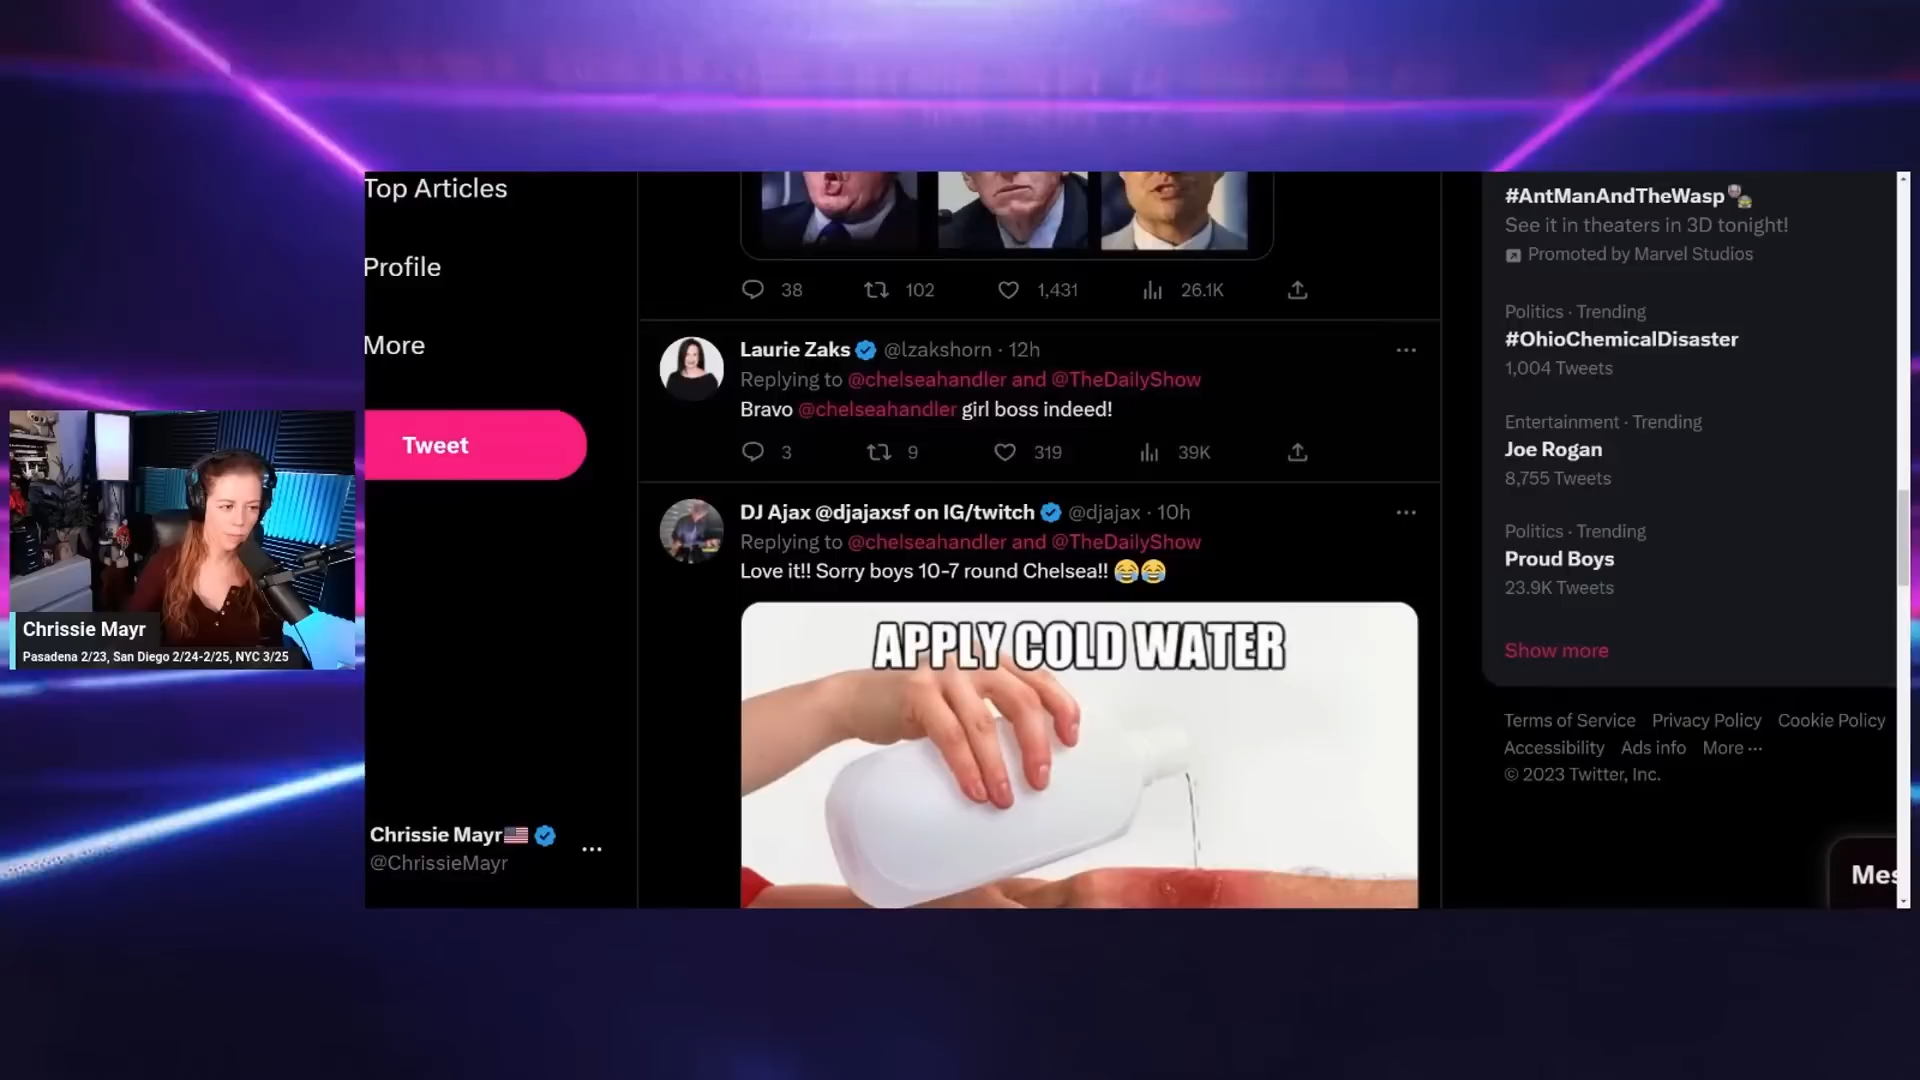 Top Articles
Profile
More
Tweet
Chrissie Mayr
@ChrissieMayr
Chrissie Mayr
Pasadena 2/23, San Diego 2/24-2/25, NYC 3/25
38 102 1,431 26.1K
Laurie Zaks @lzakshorn · 12h
Replying to @chelseahandler and @TheDailyShow
Bravo @chelseahandler girl boss indeed!
3 9 319 39K
DJ Ajax @djajaxsf on IG/twitch @djajax · 10h
Replying to @chelseahandler and @TheDailyShow
Love it!! Sorry boys 10-7 round Chelsea!! 😂😂
APPLY COLD WATER
#AntManAndTheWasp
See it in theaters in 3D tonight!
Promoted by Marvel Studios
Politics · Trending
#OhioChemicalDisaster
1,004 Tweets
Entertainment · Trending
Joe Rogan
8,755 Tweets
Politics · Trending
Proud Boys
23.9K Tweets
Show more
Terms of Service Privacy Policy Cookie Policy
Accessibility Ads info More ···
© 2023 Twitter, Inc.
Mes